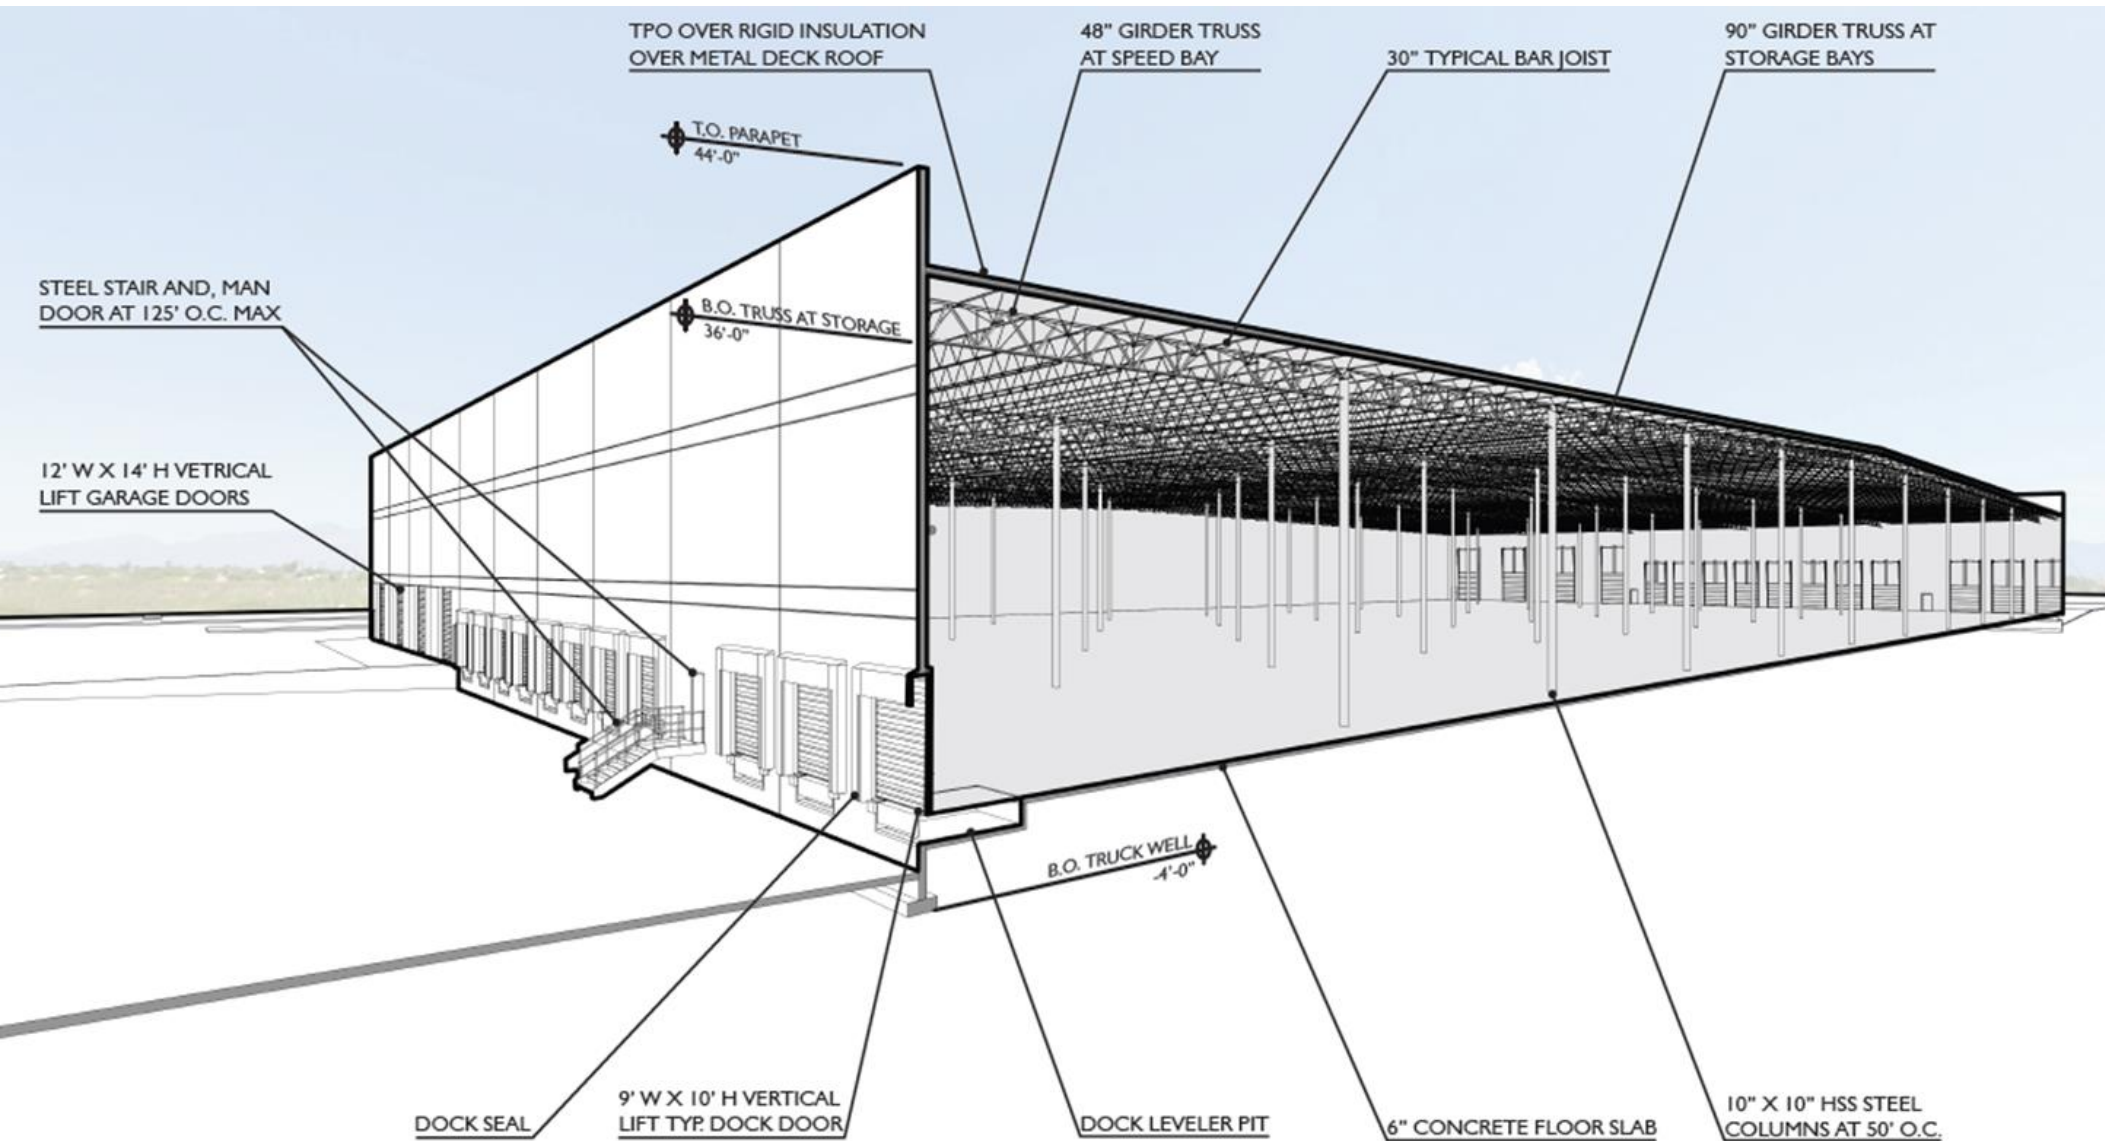 TPO OVER RIGID INSULATION
OVER METAL DECK ROOF
48" GIRDER TRUSS
AT SPEED BAY
30" TYPICAL BAR JOIST
90" GIRDER TRUSS AT
STORAGE BAYS
T.O. PARAPET
44'-0"
STEEL STAIR AND, MAN
DOOR AT 125' O.C. MAX
B.O. TRUSS AT STORAGE
36'-0"
12' W X 14' H VETRICAL
LIFT GARAGE DOORS
B.O. TRUCK WELL
-4'-0"
DOCK SEAL
9' W X 10' H VERTICAL
LIFT TYP. DOCK DOOR
DOCK LEVELER PIT
6" CONCRETE FLOOR SLAB
10" X 10" HSS STEEL
COLUMNS AT 50' O.C.